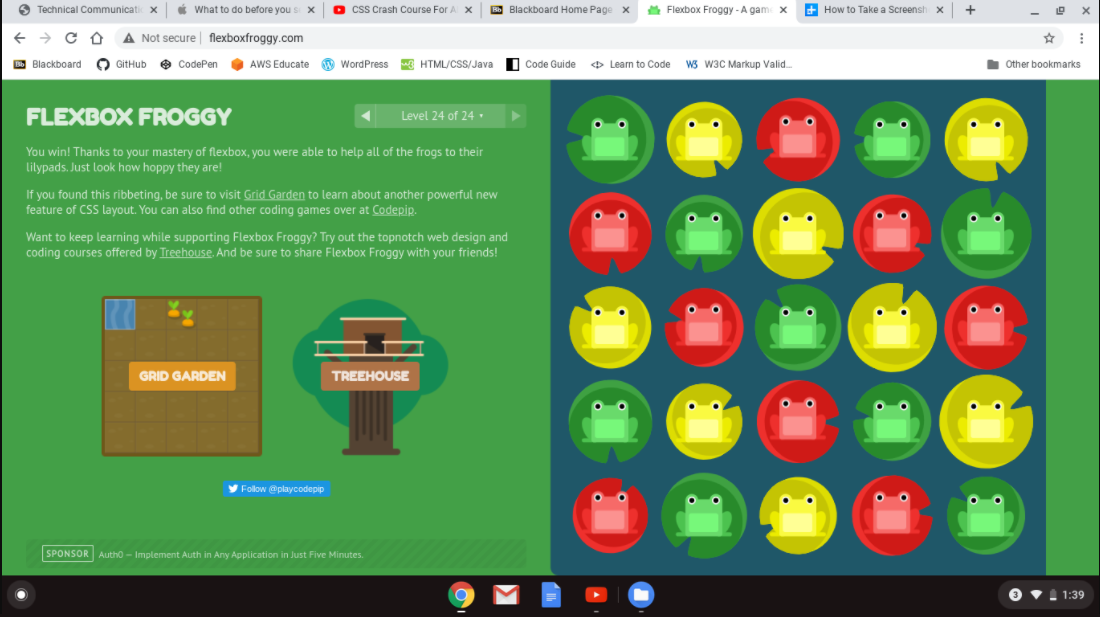 Technical Communicatio
What to do before you s
CSS Crash Course For A
Blackboard Home Page
Flexbox Froggy - A game
How to Take a Screensh
Not secure | flexboxfroggy.com
Bb Blackboard
GitHub
CodePen
AWS Educate
WordPress
HTML/CSS/Java
Code Guide
Learn to Code
W3C Markup Valid...
Other bookmarks
FLEXBOX FROGGY
Level 24 of 24
You win! Thanks to your mastery of flexbox, you were able to help all of the frogs to their
lilypads. Just look how hoppy they are!
If you found this ribbeting, be sure to visit Grid Garden to learn about another powerful new
feature of CSS layout. You can also find other coding games over at Codepip.
Want to keep learning while supporting Flexbox Froggy? Try out the topnotch web design and
coding courses offered by Treehouse. And be sure to share Flexbox Froggy with your friends!
GRID GARDEN
TREEHOUSE
Follow @playcodepip
SPONSOR Auth0 — Implement Auth in Any Application in Just Five Minutes.
3 1:39